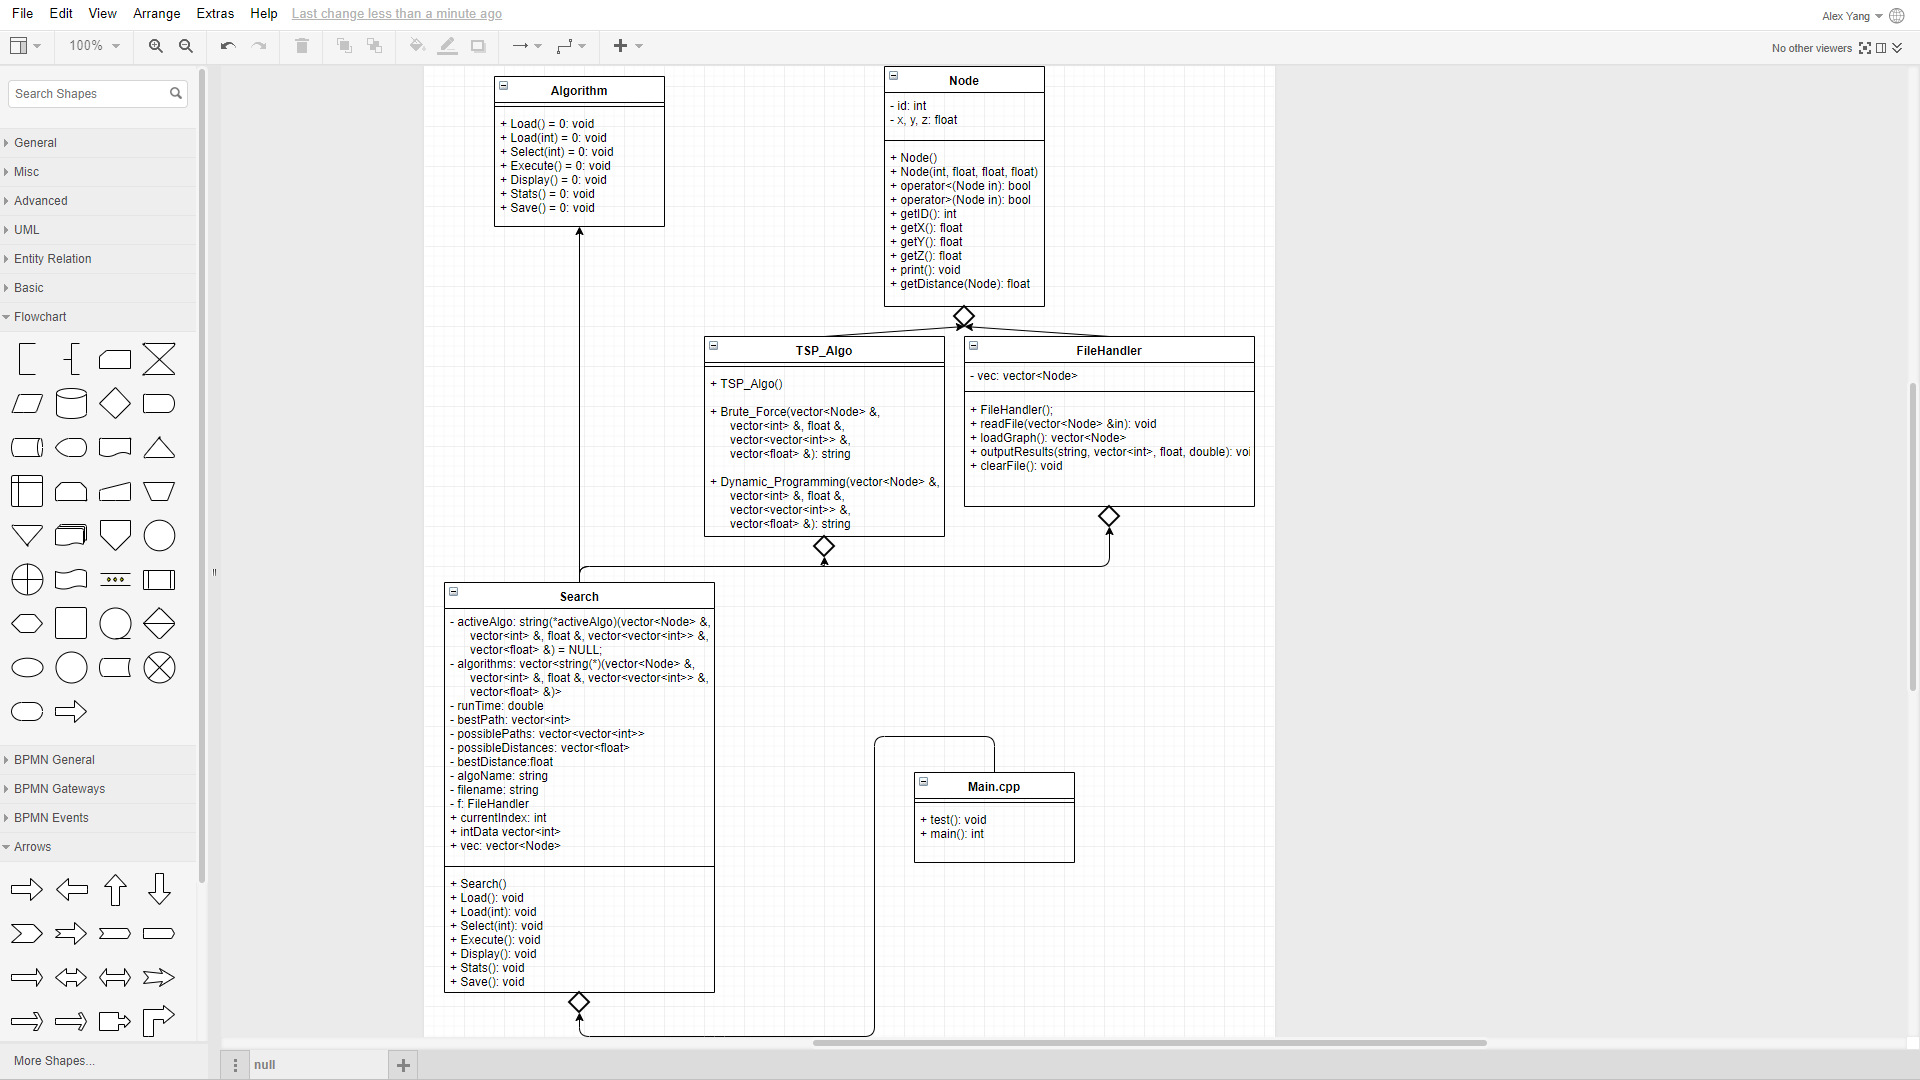 File Edit View Arrange Extras Help Last change less than a minute ago
Alex Yang
100%
No other viewers
Search Shapes
General
Misc
Advanced
UML
Entity Relation
Basic
Flowchart
BPMN General
BPMN Gateways
BPMN Events
Arrows
More Shapes...
Algorithm
+ Load() = 0: void
+ Load(int) = 0: void
+ Select(int) = 0: void
+ Execute() = 0: void
+ Display() = 0: void
+ Stats() = 0: void
+ Save() = 0: void
Node
- id: int
- x, y, z: float
+ Node()
+ Node(int, float, float, float)
+ operator<(Node in): bool
+ operator>(Node in): bool
+ getID(): int
+ getX(): float
+ getY(): float
+ getZ(): float
+ print(): void
+ getDistance(Node): float
TSP_Algo
+ TSP_Algo()
+ Brute_Force(vector<Node> &,
vector<int> &, float &,
vector<vector<int>> &,
vector<float> &): string
+ Dynamic_Programming(vector<Node> &,
vector<int> &, float &,
vector<vector<int>> &,
vector<float> &): string
FileHandler
- vec: vector<Node>
+ FileHandler();
+ readFile(vector<Node> &in): void
+ loadGraph(): vector<Node>
+ outputResults(string, vector<int>, float, double): voi
+ clearFile(): void
Search
- activeAlgo: string(*activeAlgo)(vector<Node> &,
vector<int> &, float &, vector<vector<int>> &,
vector<float> &) = NULL;
- algorithms: vector<string(*)(vector<Node> &,
vector<int> &, float &, vector<vector<int>> &,
vector<float> &)>
- runTime: double
- bestPath: vector<int>
- possiblePaths: vector<vector<int>>
- possibleDistances: vector<float>
- bestDistance:float
- algoName: string
- filename: string
- f: FileHandler
+ currentIndex: int
+ intData vector<int>
+ vec: vector<Node>
+ Search()
+ Load(): void
+ Load(int): void
+ Select(int): void
+ Execute(): void
+ Display(): void
+ Stats(): void
+ Save(): void
Main.cpp
+ test(): void
+ main(): int
null